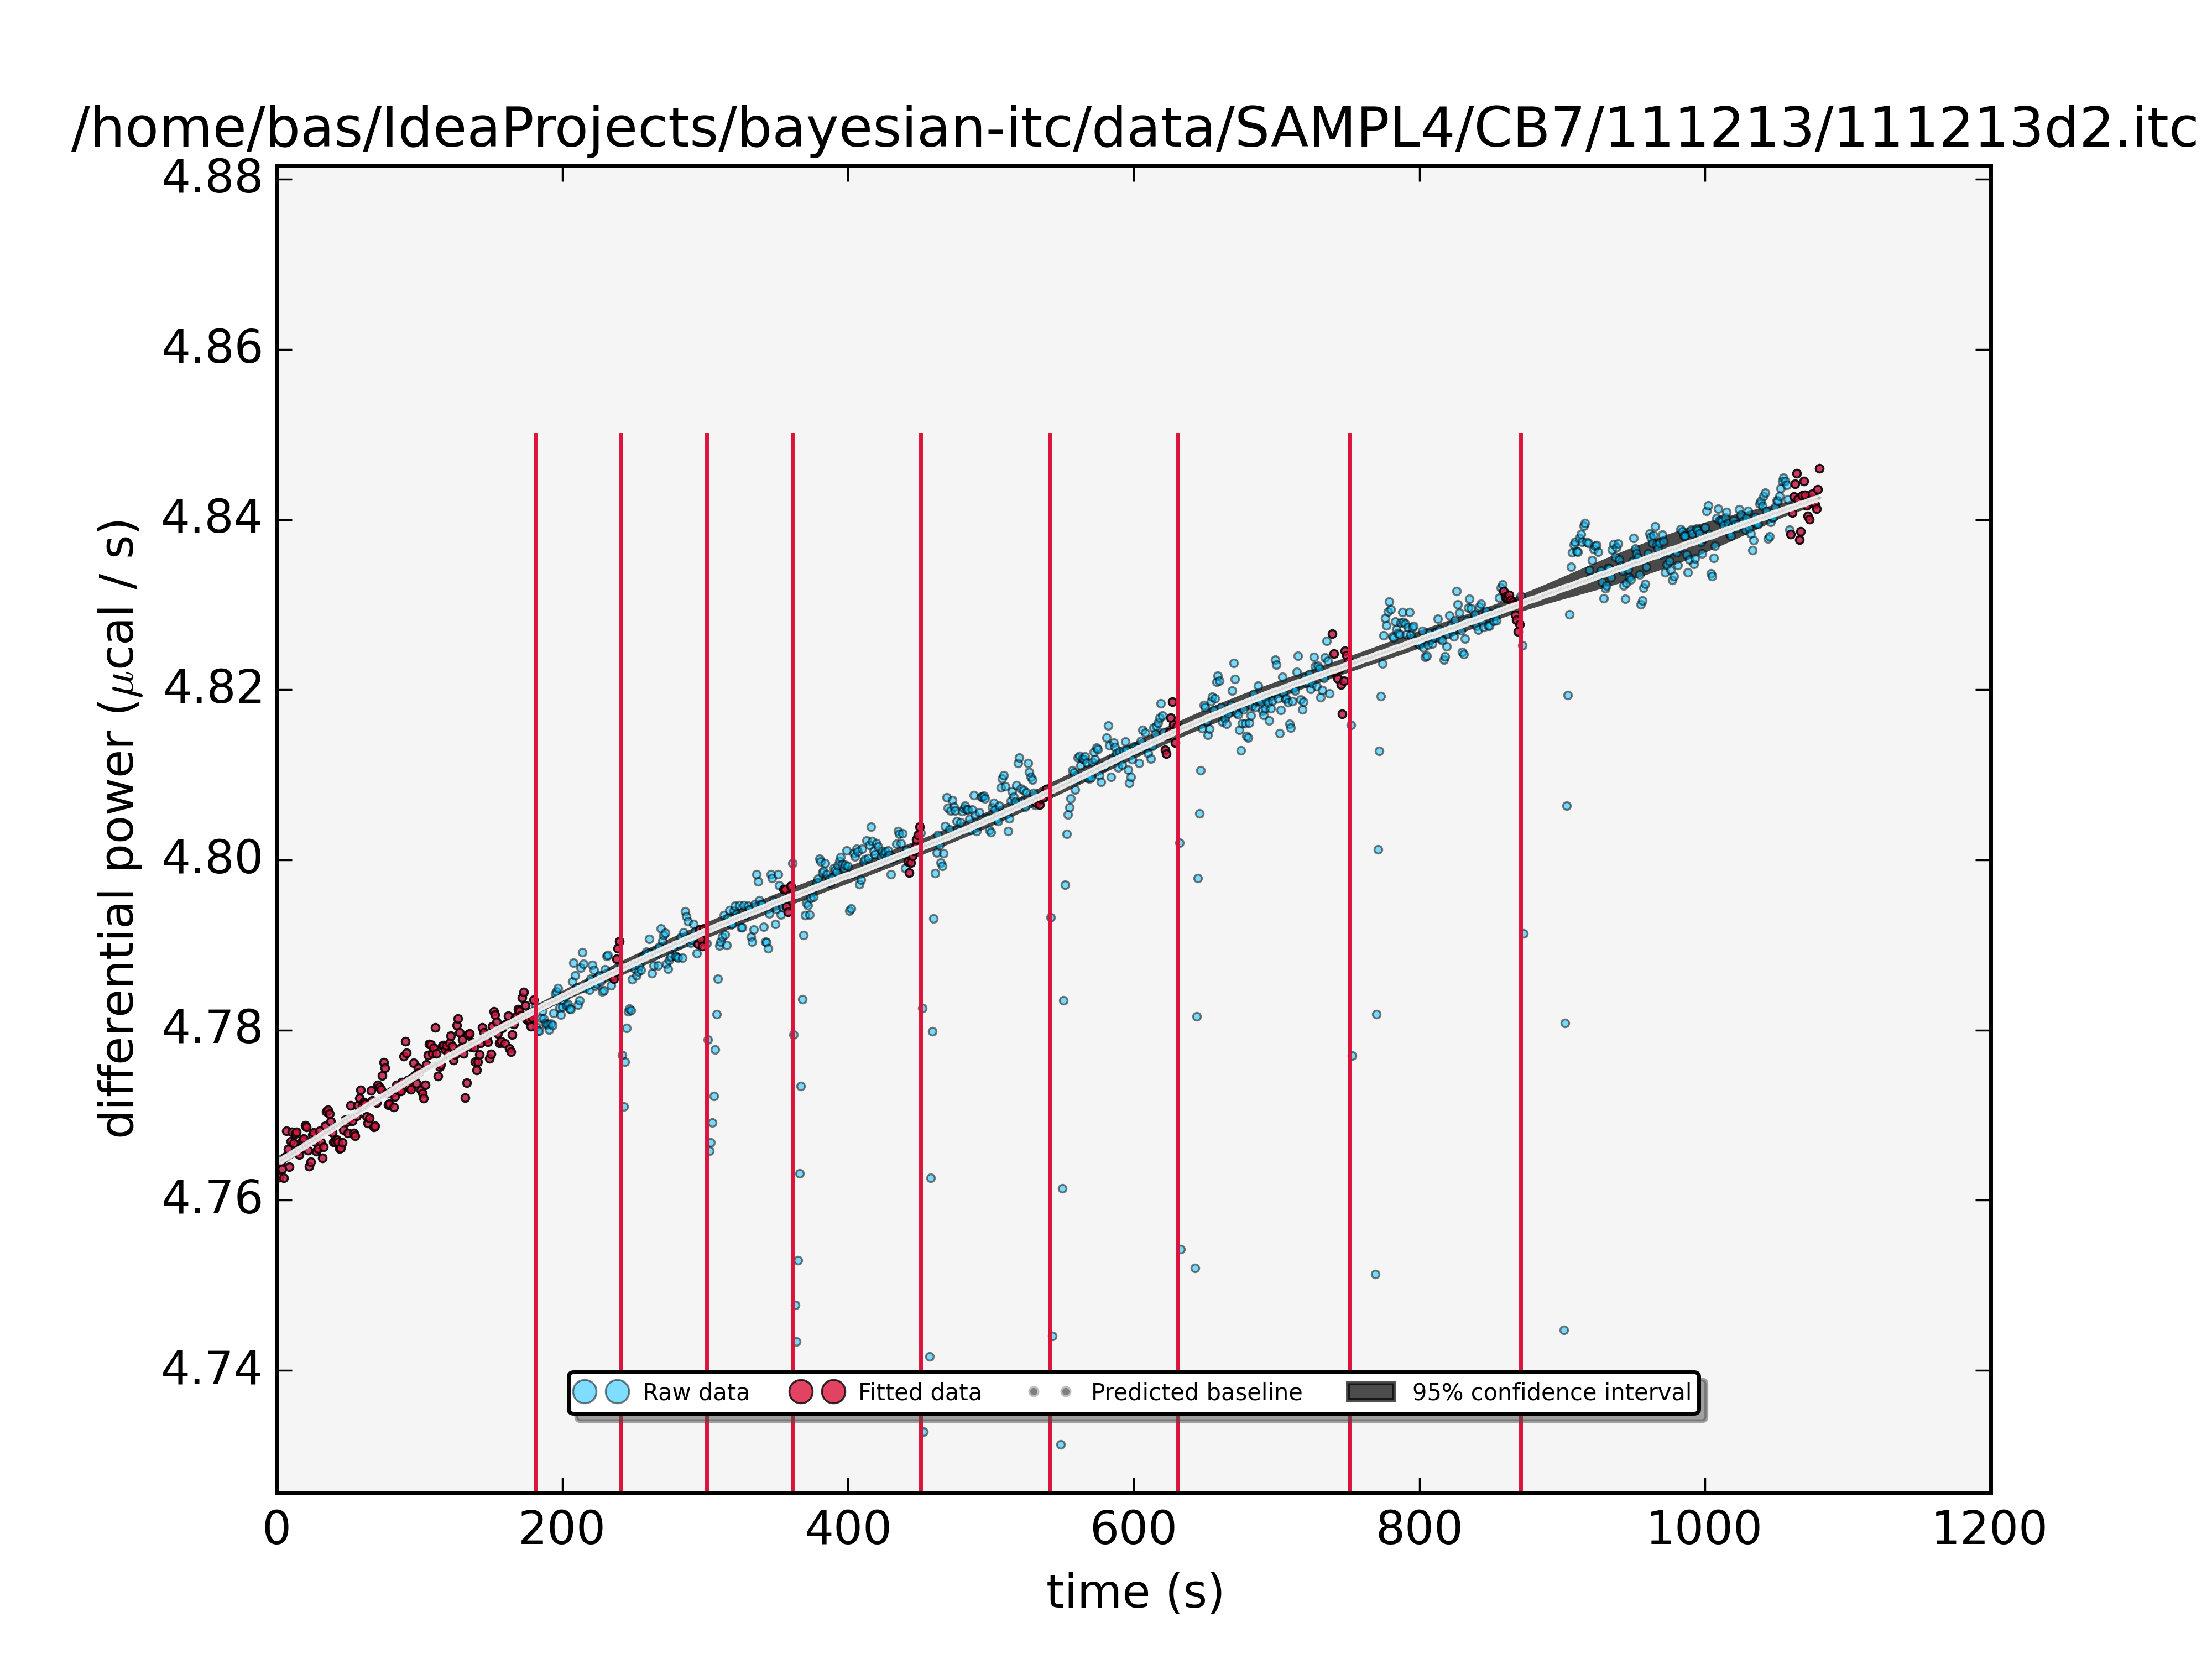 /home/bas/IdeaProjects/bayesian-itc/data/SAMPL4/CB7/111213/111213d2.itc
differential power (μcal / s)
4.88
4.86
4.84
4.82
4.80
4.78
4.76
4.74
Raw data Fitted data Predicted baseline 95% confidence interval
0 200 400 600 800 1000 1200
time (s)